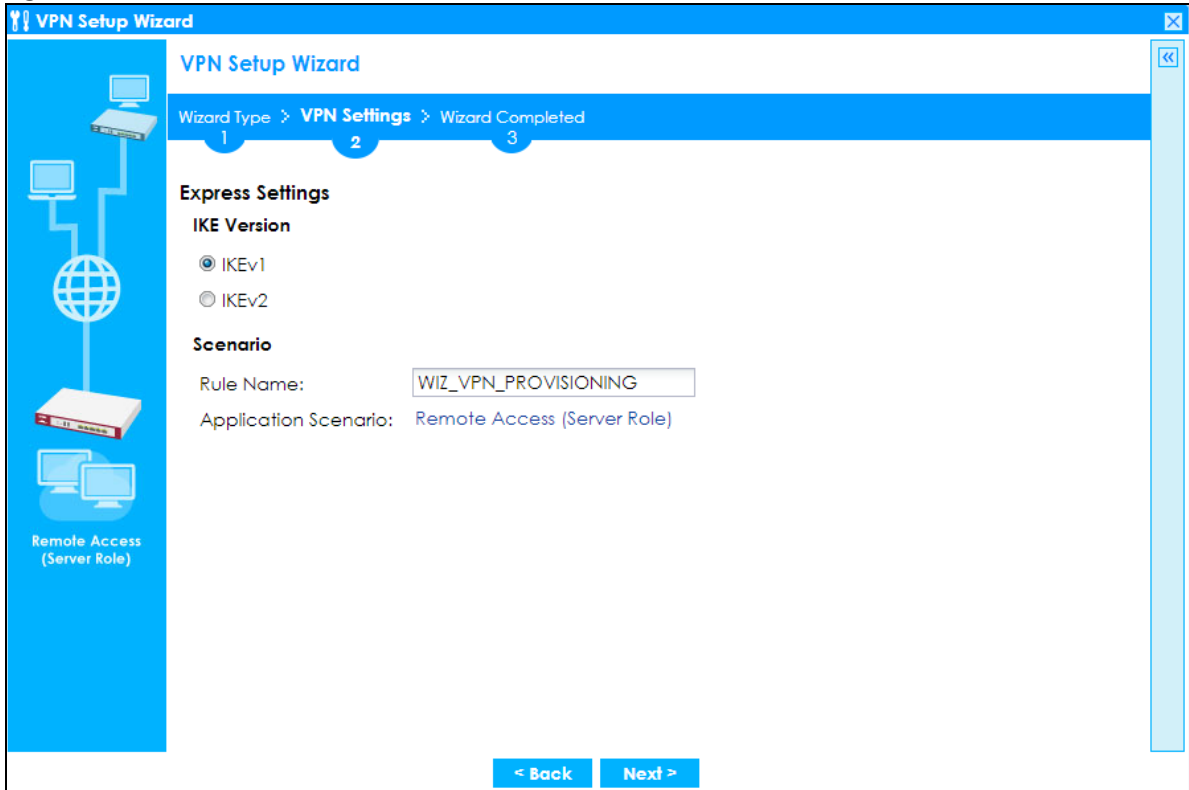 VPN Setup Wizard
VPN Setup Wizard
Wizard Type > VPN Settings > Wizard Completed
1 2 3
Express Settings
IKE Version
IKEv1
IKEv2
Scenario
Rule Name: WIZ_VPN_PROVISIONING
Application Scenario: Remote Access (Server Role)
Remote Access
(Server Role)
< Back Next >